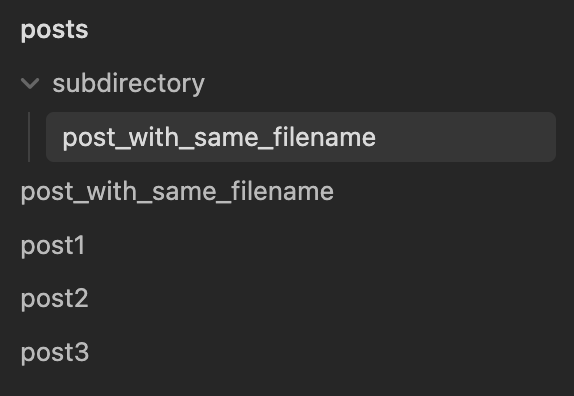 posts
subdirectory
post_with_same_filename
post_with_same_filename
post1
post2
post3